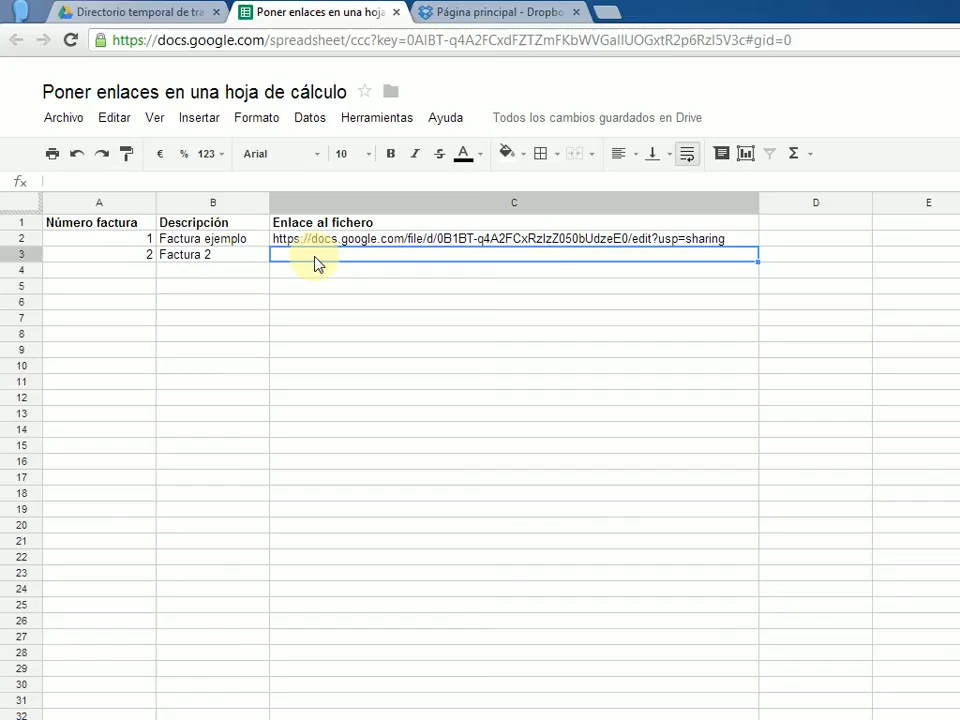 Directorio temporal de tra
Poner enlaces en una hoja
Página principal - Dropbo
https://docs.google.com/spreadsheet/ccc?key=0AlBT-q4A2FCxdFZTZmFKbWVGallUOGxtR2p6Rzl5V3c#gid=0
Poner enlaces en una hoja de cálculo
Archivo Editar Ver Insertar Formato Datos Herramientas Ayuda Todos los cambios guardados en Drive
€ % 123 Arial 10 B I S A Σ
fx
A B C D E
1 Número factura Descripción Enlace al fichero
2 1 Factura ejemplo https://docs.google.com/file/d/0B1BT-q4A2FCxRzlzZ050bUdzeE0/edit?usp=sharing
3 2 Factura 2
4
5
6
7
8
9
10
11
12
13
14
15
16
17
18
19
20
21
22
23
24
25
26
27
28
29
30
31
32